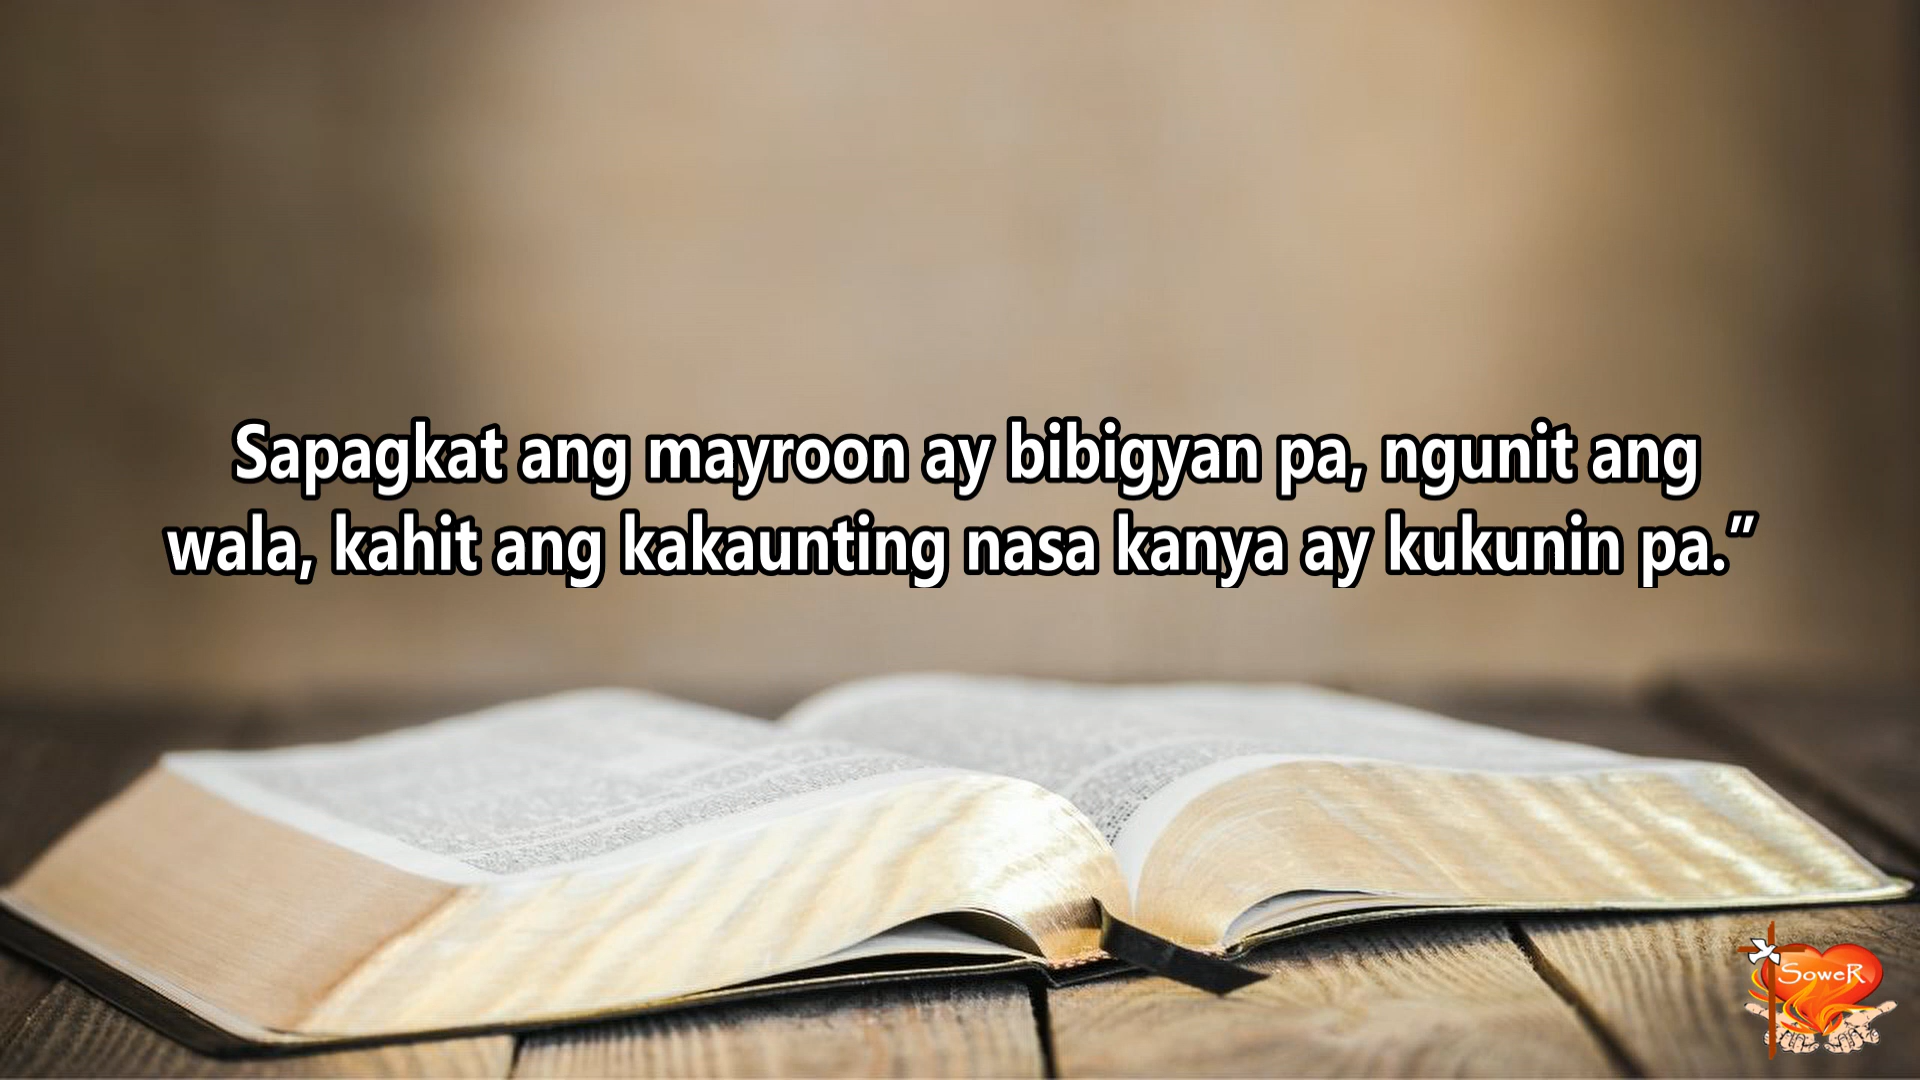 Sapagkat ang mayroon ay bibigyan pa, ngunit ang
wala, kahit ang kakaunting nasa kanya ay kukunin pa.”
SoweR